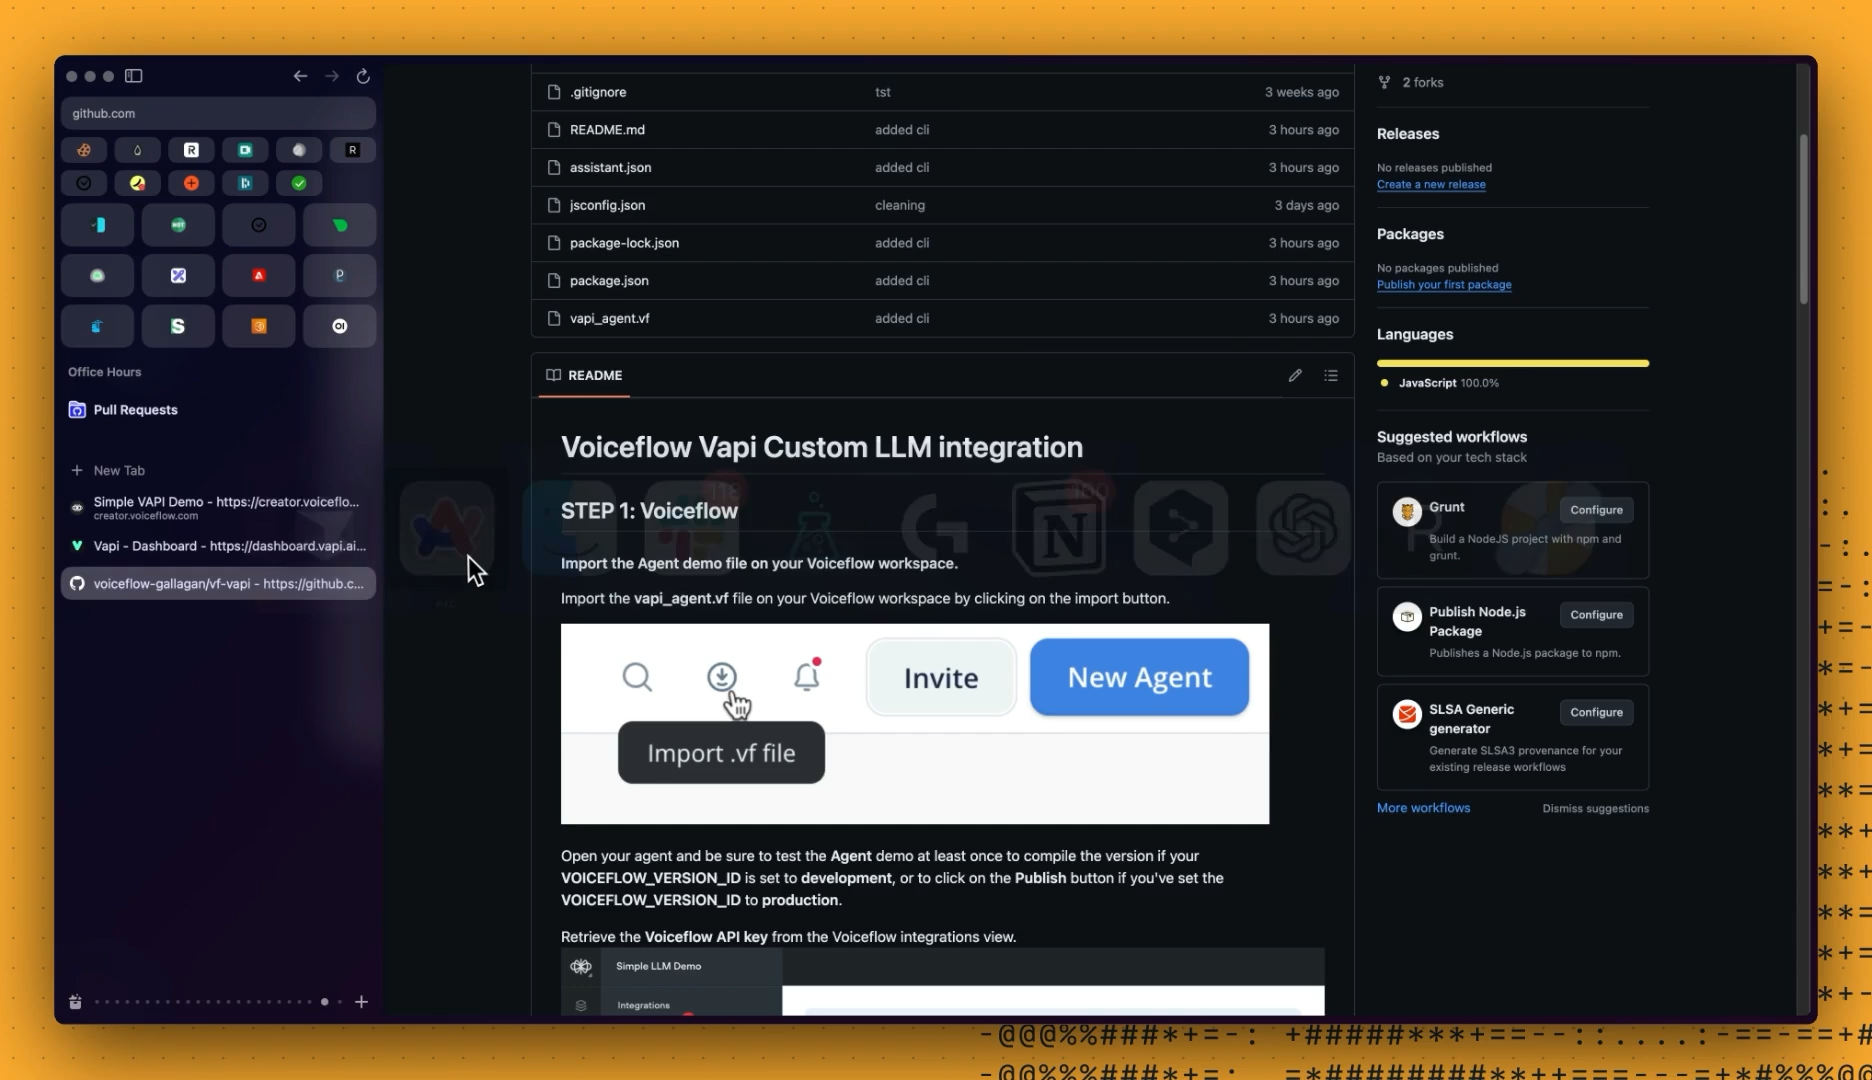 github.com
Office Hours
Pull Requests
New Tab
Simple VAPI Demo - https://creator.voiceflo...
creator.voiceflow.com
Vapi - Dashboard - https://dashboard.vapi.ai...
voiceflow-gallagan/vf-vapi - https://github.c...
.gitignore tst 3 weeks ago
README.md added cli 3 hours ago
assistant.json added cli 3 hours ago
jsconfig.json cleaning 3 days ago
package-lock.json added cli 3 hours ago
package.json added cli 3 hours ago
vapi_agent.vf added cli 3 hours ago
README
Voiceflow Vapi Custom LLM integration
STEP 1: Voiceflow
Import the Agent demo file on your Voiceflow workspace.
Import the vapi_agent.vf file on your Voiceflow workspace by clicking on the import button.
Invite
New Agent
Import .vf file
Open your agent and be sure to test the Agent demo at least once to compile the version if your
VOICEFLOW_VERSION_ID is set to development, or to click on the Publish button if you've set the
VOICEFLOW_VERSION_ID to production.
Retrieve the Voiceflow API key from the Voiceflow integrations view.
Simple LLM Demo
Integrations
2 forks
Releases
No releases published
Create a new release
Packages
No packages published
Publish your first package
Languages
JavaScript 100.0%
Suggested workflows
Based on your tech stack
Grunt
Configure
Build a NodeJS project with npm and
grunt.
Publish Node.js
Package
Configure
Publishes a Node.js package to npm.
SLSA Generic
generator
Configure
Generate SLSA3 provenance for your
existing release workflows
More workflows
Dismiss suggestions